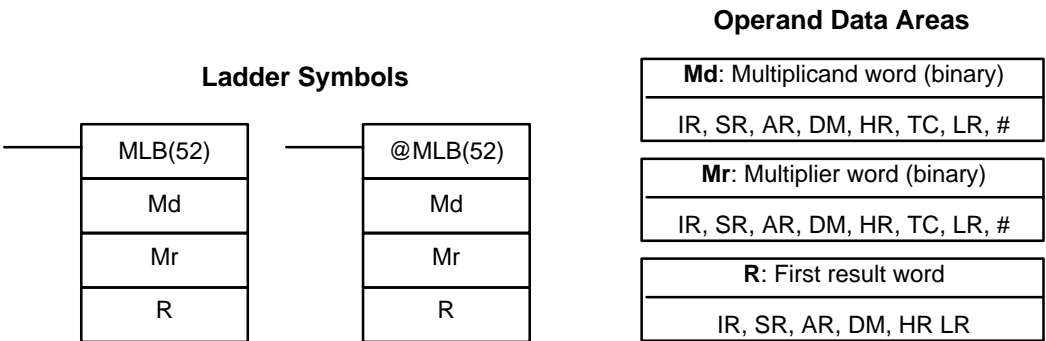 Operand Data Areas
Ladder Symbols
Md: Multiplicand word (binary)
IR, SR, AR, DM, HR, TC, LR, #
MLB(52)
Md
Mr
R
@MLB(52)
Md
Mr
R
Mr: Multiplier word (binary)
IR, SR, AR, DM, HR, TC, LR, #
R: First result word
IR, SR, AR, DM, HR LR